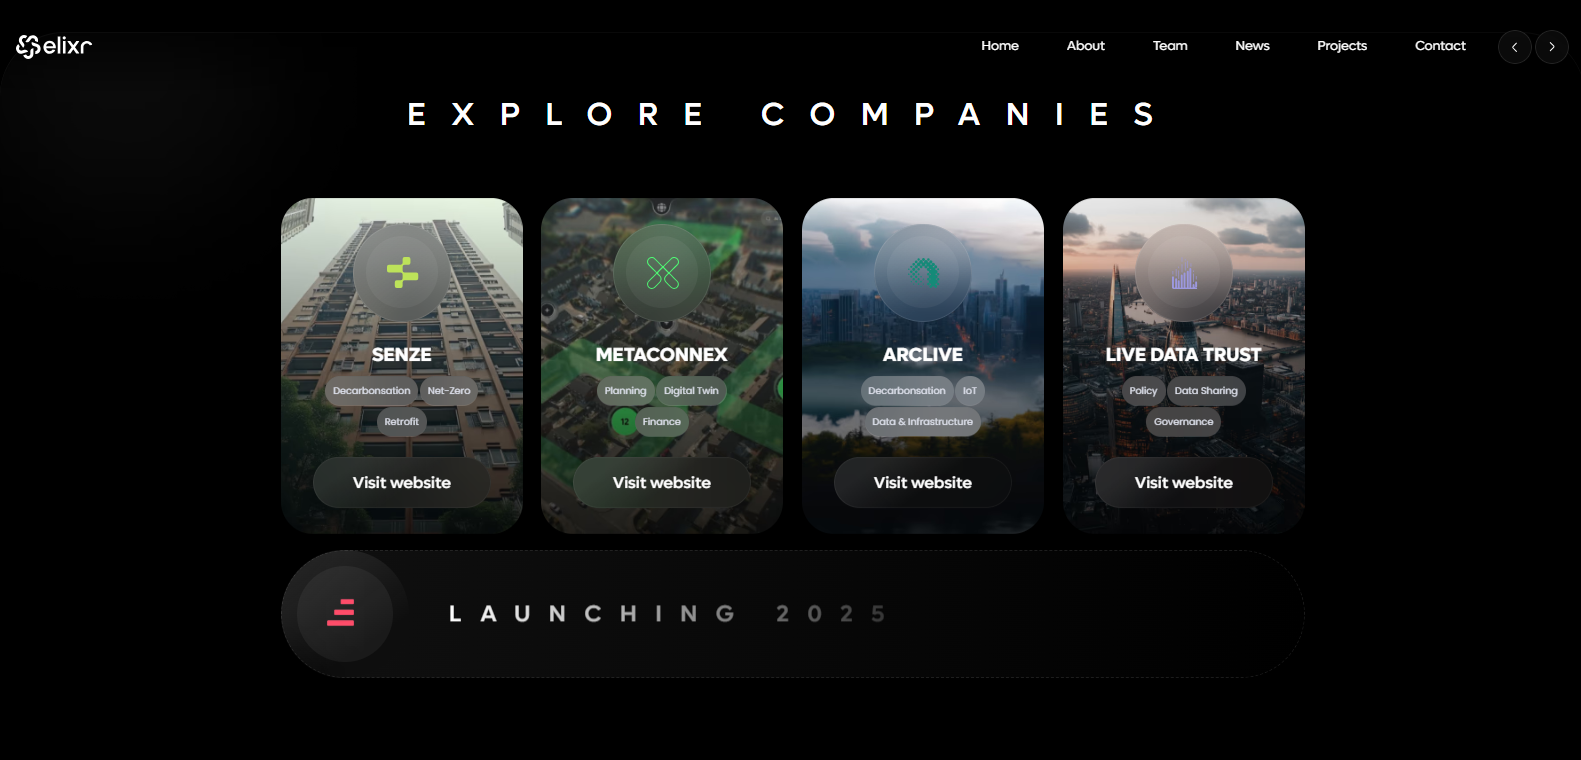 elixr
Home About Team News Projects Contact
EXPLORE COMPANIES
SENZE
Decarbonsation Net-Zero
Retrofit
Visit website
METACONNEX
Planning Digital Twin
12 Finance
Visit website
ARCLIVE
Decarbonsation IoT
Data & Infrastructure
Visit website
LIVE DATA TRUST
Policy Data Sharing
Governance
Visit website
LAUNCHING 2025